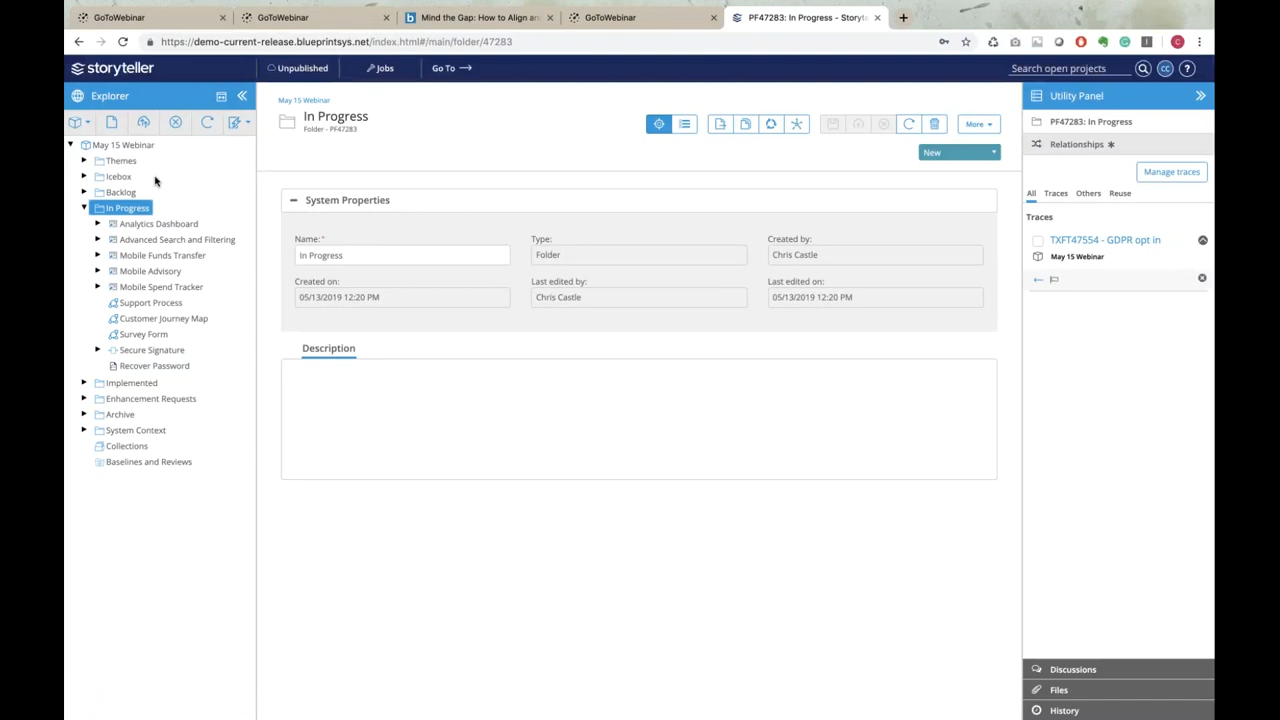 GoToWebinar
GoToWebinar
Mind the Gap: How to Align an
GoToWebinar
PF47283: In Progress - Storyte
https://demo-current-release.blueprintsys.net/index.html#/main/folder/47283
storyteller
Unpublished
Jobs
Go To
Search open projects
CC
?
Explorer
May 15 Webinar
Themes
Icebox
Backlog
In Progress
Analytics Dashboard
Advanced Search and Filtering
Mobile Funds Transfer
Mobile Advisory
Mobile Spend Tracker
Support Process
Customer Journey Map
Survey Form
Secure Signature
Recover Password
Implemented
Enhancement Requests
Archive
System Context
Collections
Baselines and Reviews
May 15 Webinar
In Progress
Folder - PF47283
More
New
System Properties
Name:*
Type:
Created by:
In Progress
Folder
Chris Castle
Created on:
Last edited by:
Last edited on:
05/13/2019 12:20 PM
Chris Castle
05/13/2019 12:20 PM
Description
Utility Panel
PF47283: In Progress
Relationships *
Manage traces
All
Traces
Others
Reuse
Traces
TXFT47554 - GDPR opt in
May 15 Webinar
Discussions
Files
History